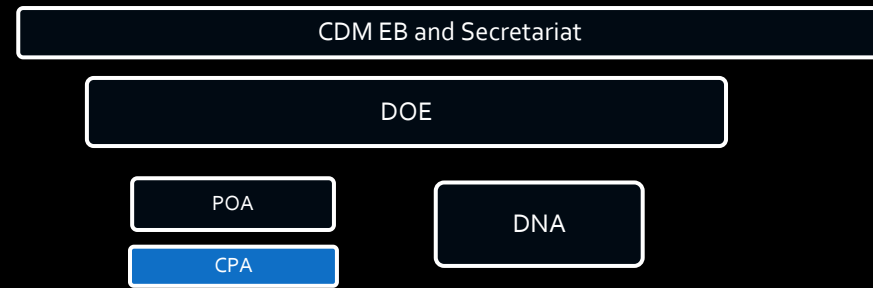 CDM EB and Secretariat
DOE
POA
DNA
CPA